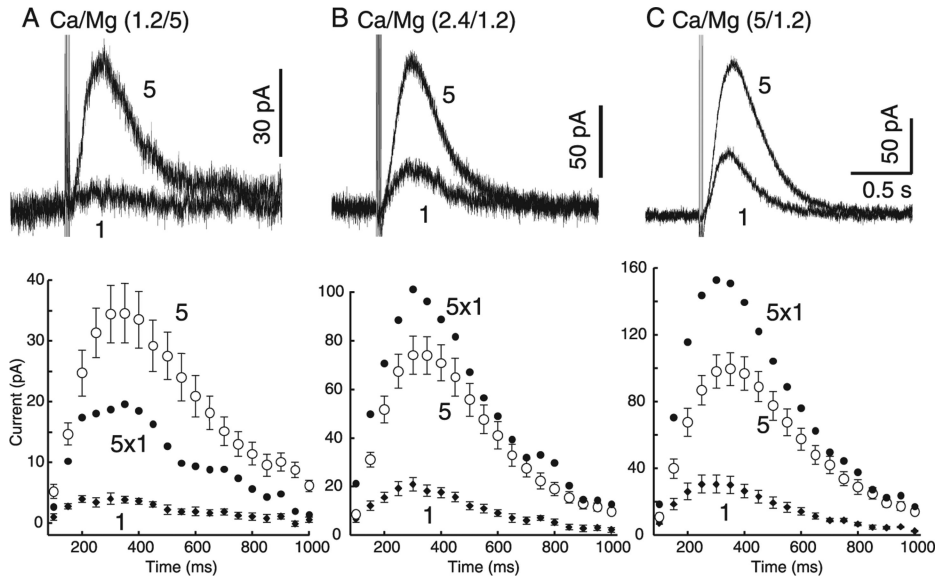 A Ca/Mg (1.2/5)
B Ca/Mg (2.4/1.2)
C Ca/Mg (5/1.2)
5
30 pA
1
5
50 pA
1
5
50 pA
0.5 s
1
Current (pA)
40
30
20
10
0
5
5x1
1
200 400 600 800 1000
Time (ms)
100
80
60
40
20
0
5x1
5
1
200 400 600 800 1000
Time (ms)
160
120
80
40
0
5x1
5
1
200 400 600 800 1000
Time (ms)